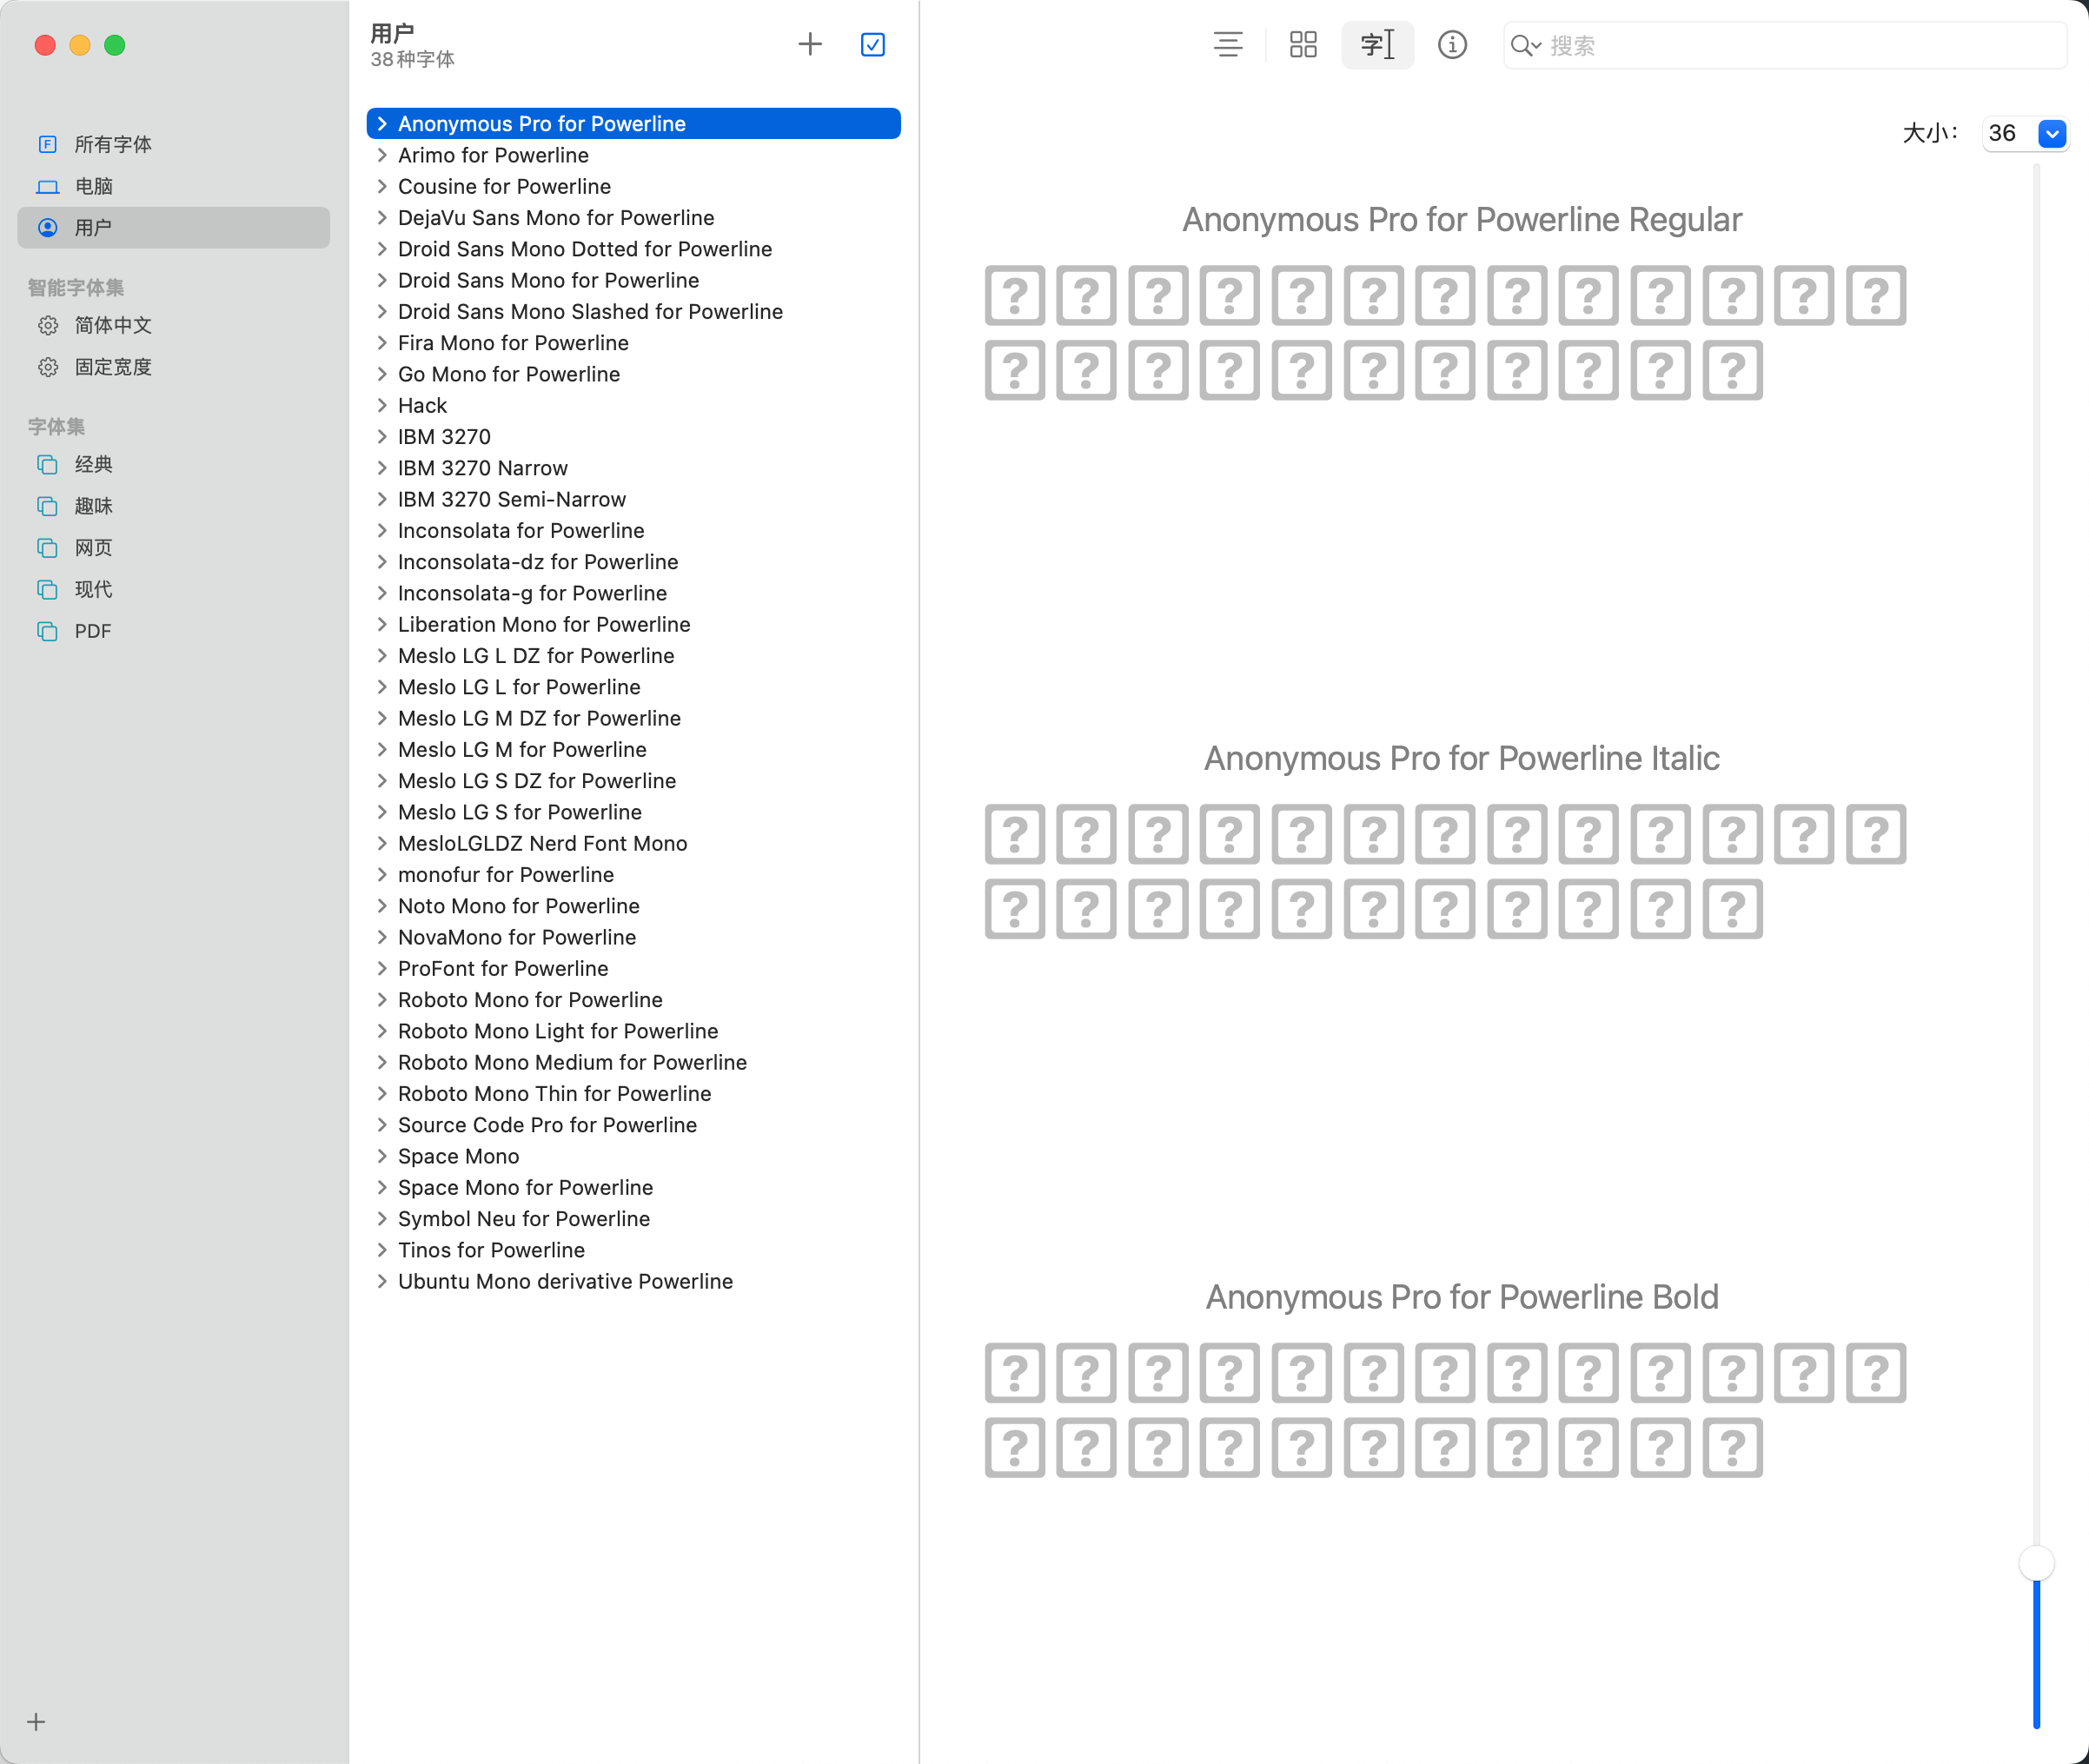 所有字体
电脑
用户
智能字体集
简体中文
固定宽度
字体集
经典
趣味
网页
现代
PDF
用户
38种字体
Anonymous Pro for Powerline
Arimo for Powerline
Cousine for Powerline
DejaVu Sans Mono for Powerline
Droid Sans Mono Dotted for Powerline
Droid Sans Mono for Powerline
Droid Sans Mono Slashed for Powerline
Fira Mono for Powerline
Go Mono for Powerline
Hack
IBM 3270
IBM 3270 Narrow
IBM 3270 Semi-Narrow
Inconsolata for Powerline
Inconsolata-dz for Powerline
Inconsolata-g for Powerline
Liberation Mono for Powerline
Meslo LG L DZ for Powerline
Meslo LG L for Powerline
Meslo LG M DZ for Powerline
Meslo LG M for Powerline
Meslo LG S DZ for Powerline
Meslo LG S for Powerline
MesloLGLDZ Nerd Font Mono
monofur for Powerline
Noto Mono for Powerline
NovaMono for Powerline
ProFont for Powerline
Roboto Mono for Powerline
Roboto Mono Light for Powerline
Roboto Mono Medium for Powerline
Roboto Mono Thin for Powerline
Source Code Pro for Powerline
Space Mono
Space Mono for Powerline
Symbol Neu for Powerline
Tinos for Powerline
Ubuntu Mono derivative Powerline
字
搜索
大小： 36
Anonymous Pro for Powerline Regular
? ? ? ? ? ? ? ? ? ? ? ? ?
? ? ? ? ? ? ? ? ? ? ?
Anonymous Pro for Powerline Italic
? ? ? ? ? ? ? ? ? ? ? ? ?
? ? ? ? ? ? ? ? ? ? ?
Anonymous Pro for Powerline Bold
? ? ? ? ? ? ? ? ? ? ? ? ?
? ? ? ? ? ? ? ? ? ? ?